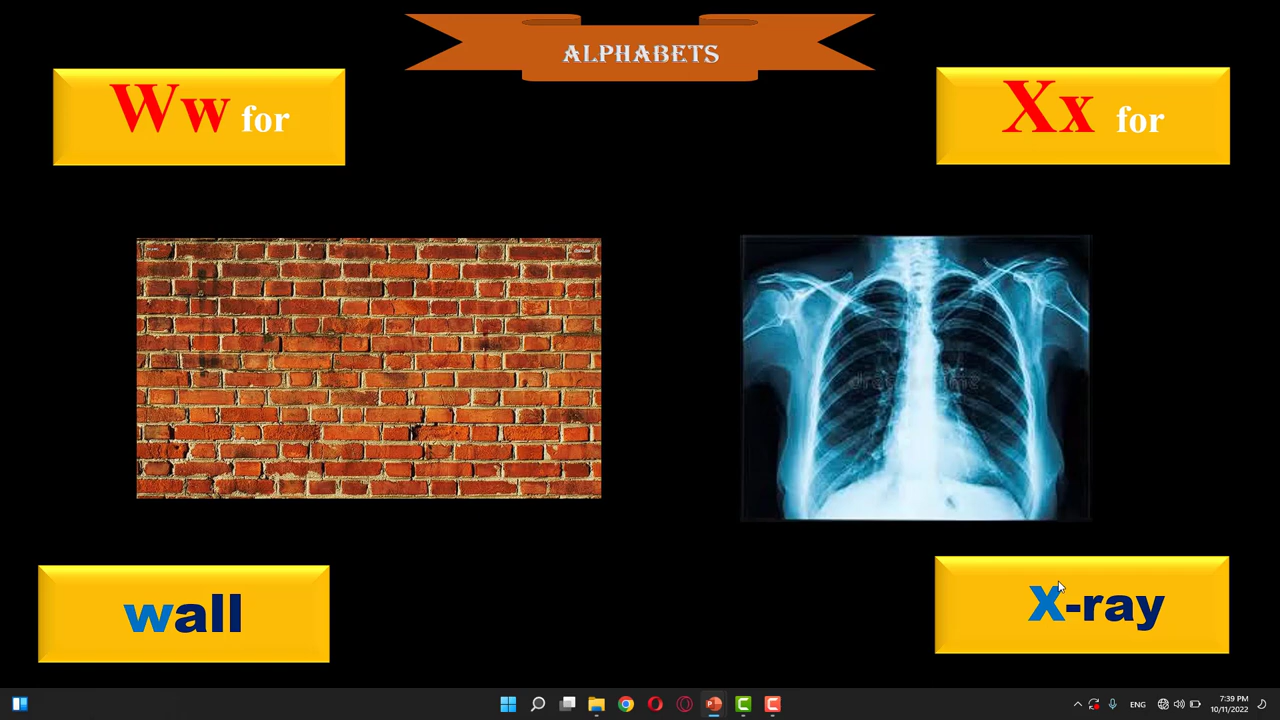 ALPHABETS
Ww for
Xx for
wall
X-ray
ENG
7:39 PM
10/11/2022